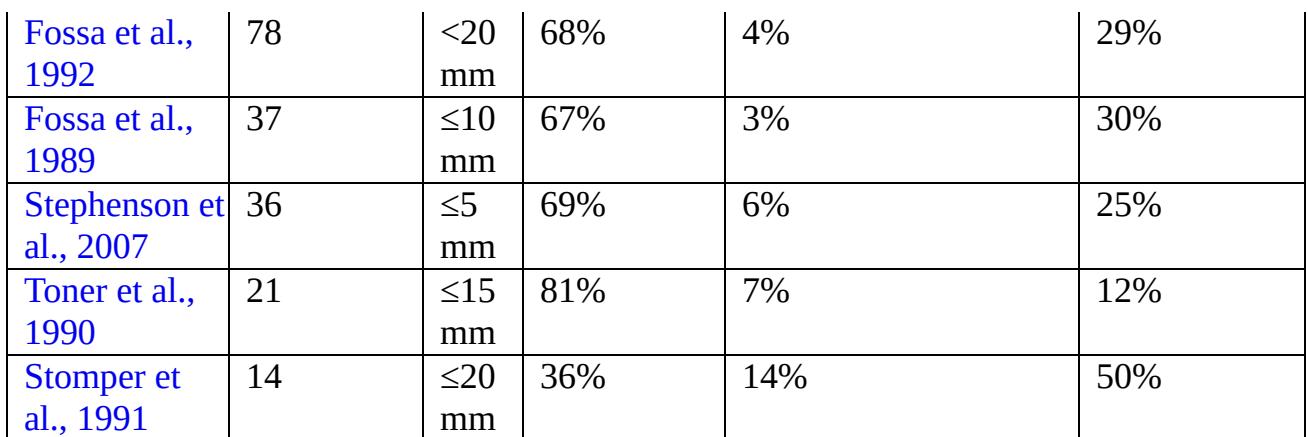 Fossa et al., 78 <20 68% 4% 29%
1992 mm
Fossa et al., 37 ≤10 67% 3% 30%
1989 mm
Stephenson et 36 ≤5 69% 6% 25%
al., 2007 mm
Toner et al., 21 ≤15 81% 7% 12%
1990 mm
Stomper et 14 ≤20 36% 14% 50%
al., 1991 mm